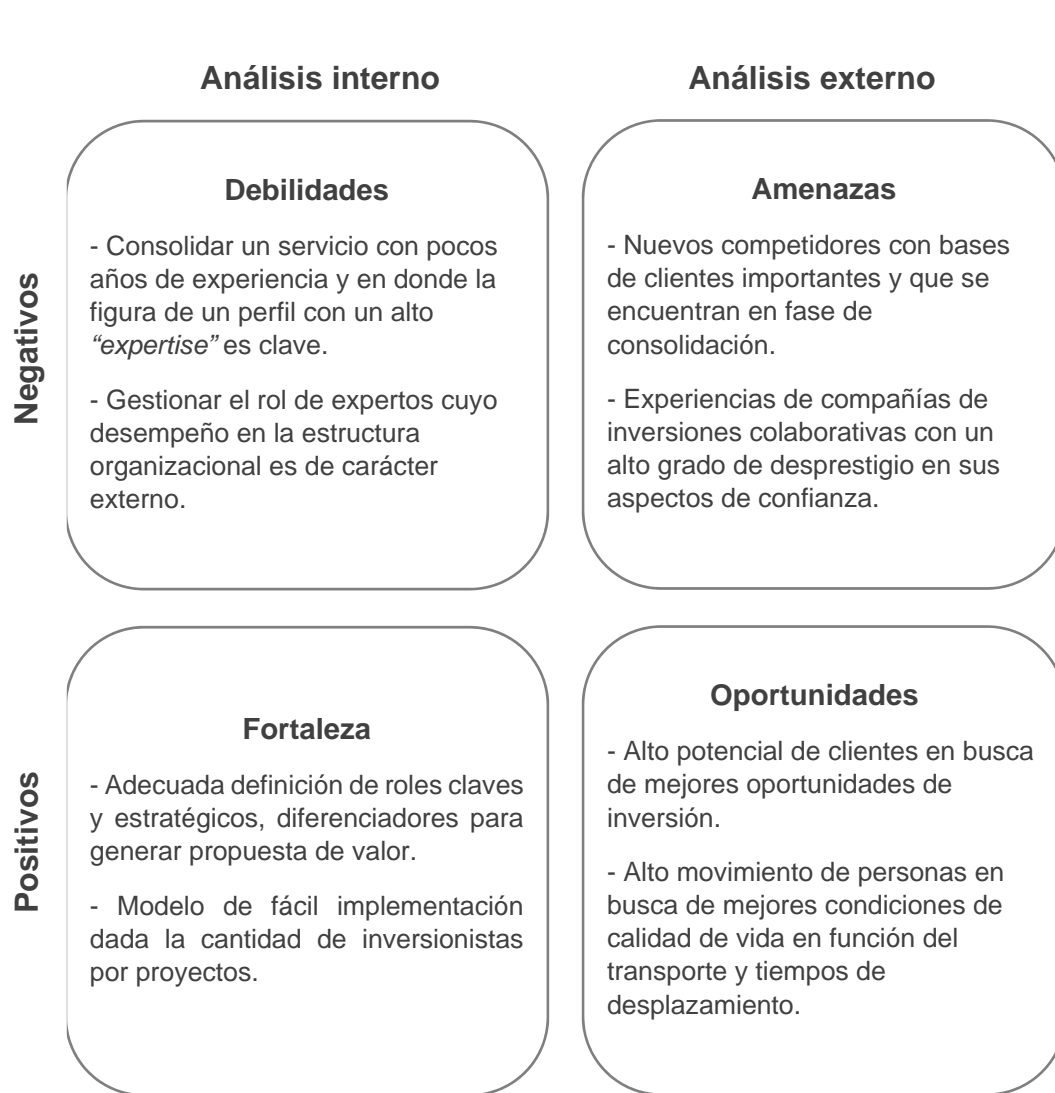 Análisis interno
Análisis externo
Negativos
Debilidades
- Consolidar un servicio con pocos
años de experiencia y en donde la
figura de un perfil con un alto
“expertise” es clave.
- Gestionar el rol de expertos cuyo
desempeño en la estructura
organizacional es de carácter
externo.
Amenazas
- Nuevos competidores con bases
de clientes importantes y que se
encuentran en fase de
consolidación.
- Experiencias de compañías de
inversiones colaborativas con un
alto grado de desprestigio en sus
aspectos de confianza.
Positivos
Fortaleza
- Adecuada definición de roles claves
y estratégicos, diferenciadores para
generar propuesta de valor.
- Modelo de fácil implementación
dada la cantidad de inversionistas
por proyectos.
Oportunidades
- Alto potencial de clientes en busca
de mejores oportunidades de
inversión.
- Alto movimiento de personas en
busca de mejores condiciones de
calidad de vida en función del
transporte y tiempos de
desplazamiento.